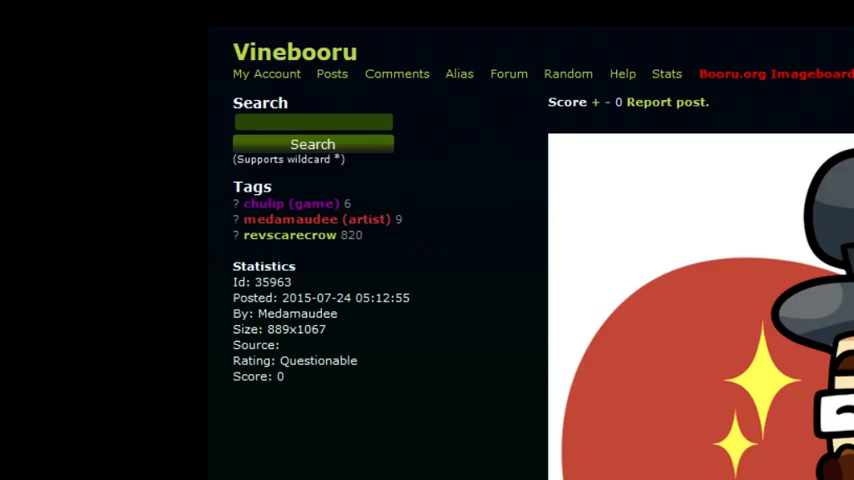 Vinebooru
My Account Posts Comments Alias Forum Random Help Stats Booru.org Imageboard
Search
Score + - 0 Report post.
Search
(Supports wildcard *)
Tags
? chulip (game) 6
? medamaudee (artist) 9
? revscarecrow 820
Statistics
Id: 35963
Posted: 2015-07-24 05:12:55
By: Medamaudee
Size: 889x1067
Source:
Rating: Questionable
Score: 0